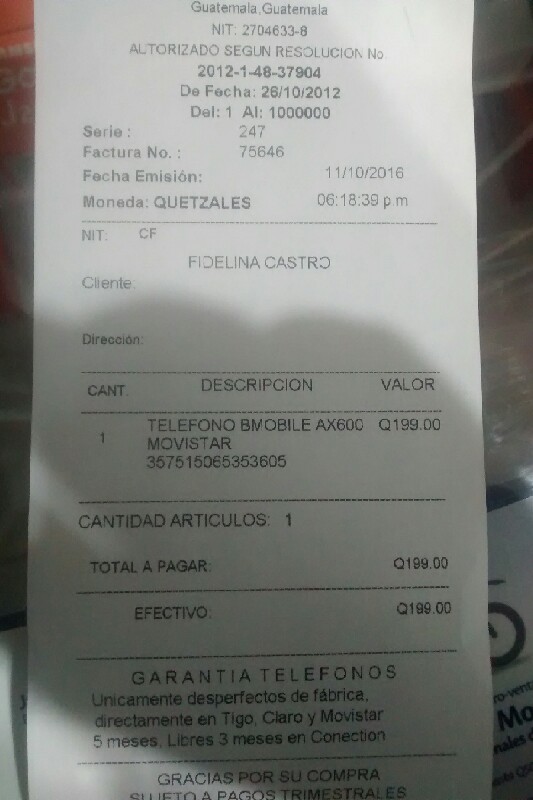 Guatemala,Guatemala
NIT: 2704633-8
AUTORIZADO SEGUN RESOLUCION No.
2012-1-48-37904
De Fecha: 26/10/2012
Del: 1 Al: 1000000
Serie : 247
Factura No. : 75646
Fecha Emisión: 11/10/2016
Moneda: QUETZALES 06:18:39 p.m
NIT: CF
FIDELINA CASTRO
Cliente:
Dirección:
CANT. DESCRIPCION VALOR
1 TELEFONO BMOBILE AX600 Q199.00
MOVISTAR
357515065353605
CANTIDAD ARTICULOS: 1
TOTAL A PAGAR: Q199.00
EFECTIVO: Q199.00
GARANTIA TELEFONOS
Unicamente desperfectos de fábrica,
directamente en Tigo, Claro y Movistar
5 meses, Libres 3 meses en Conection
GRACIAS POR SU COMPRA
SUJETO A PAGOS TRIMESTRALES